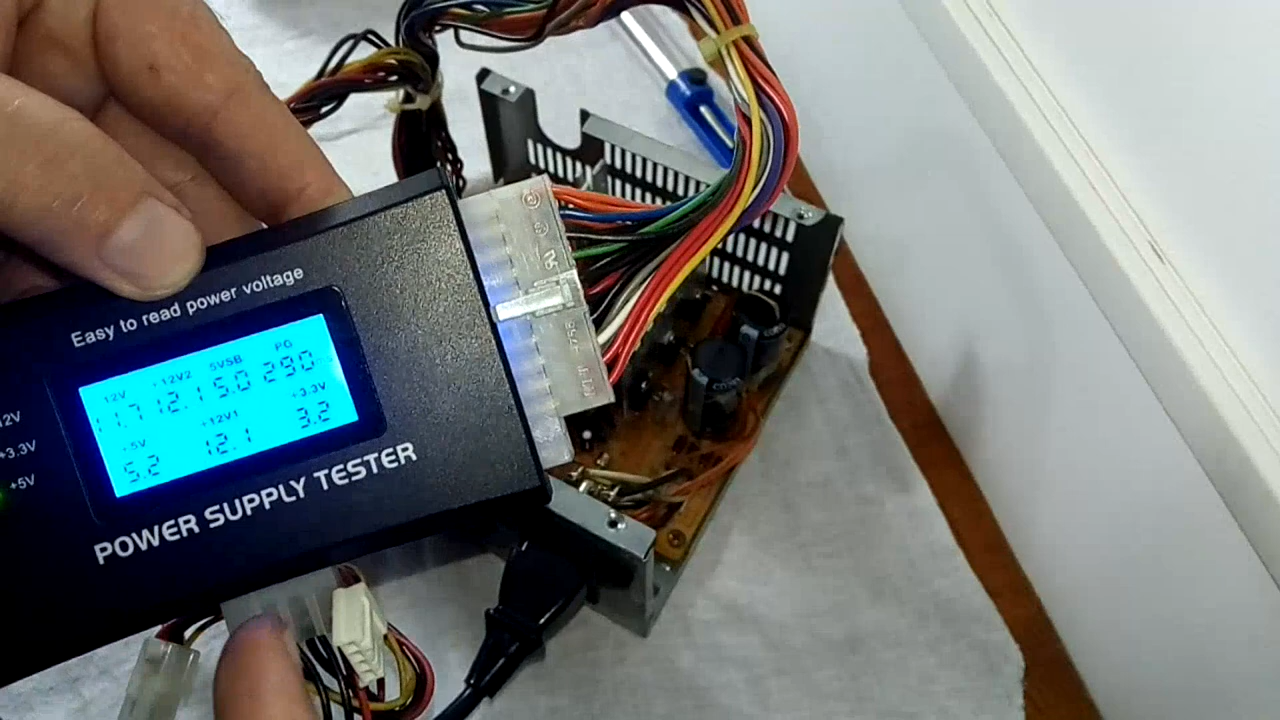 Easy to read power voltage
12V +12V2 5VSB PG
11.7 12.1 5.0 290
+5V +12V1 +3.3V
5.2 12.1 3.2
12V
+3.3V
+5V
POWER SUPPLY TESTER